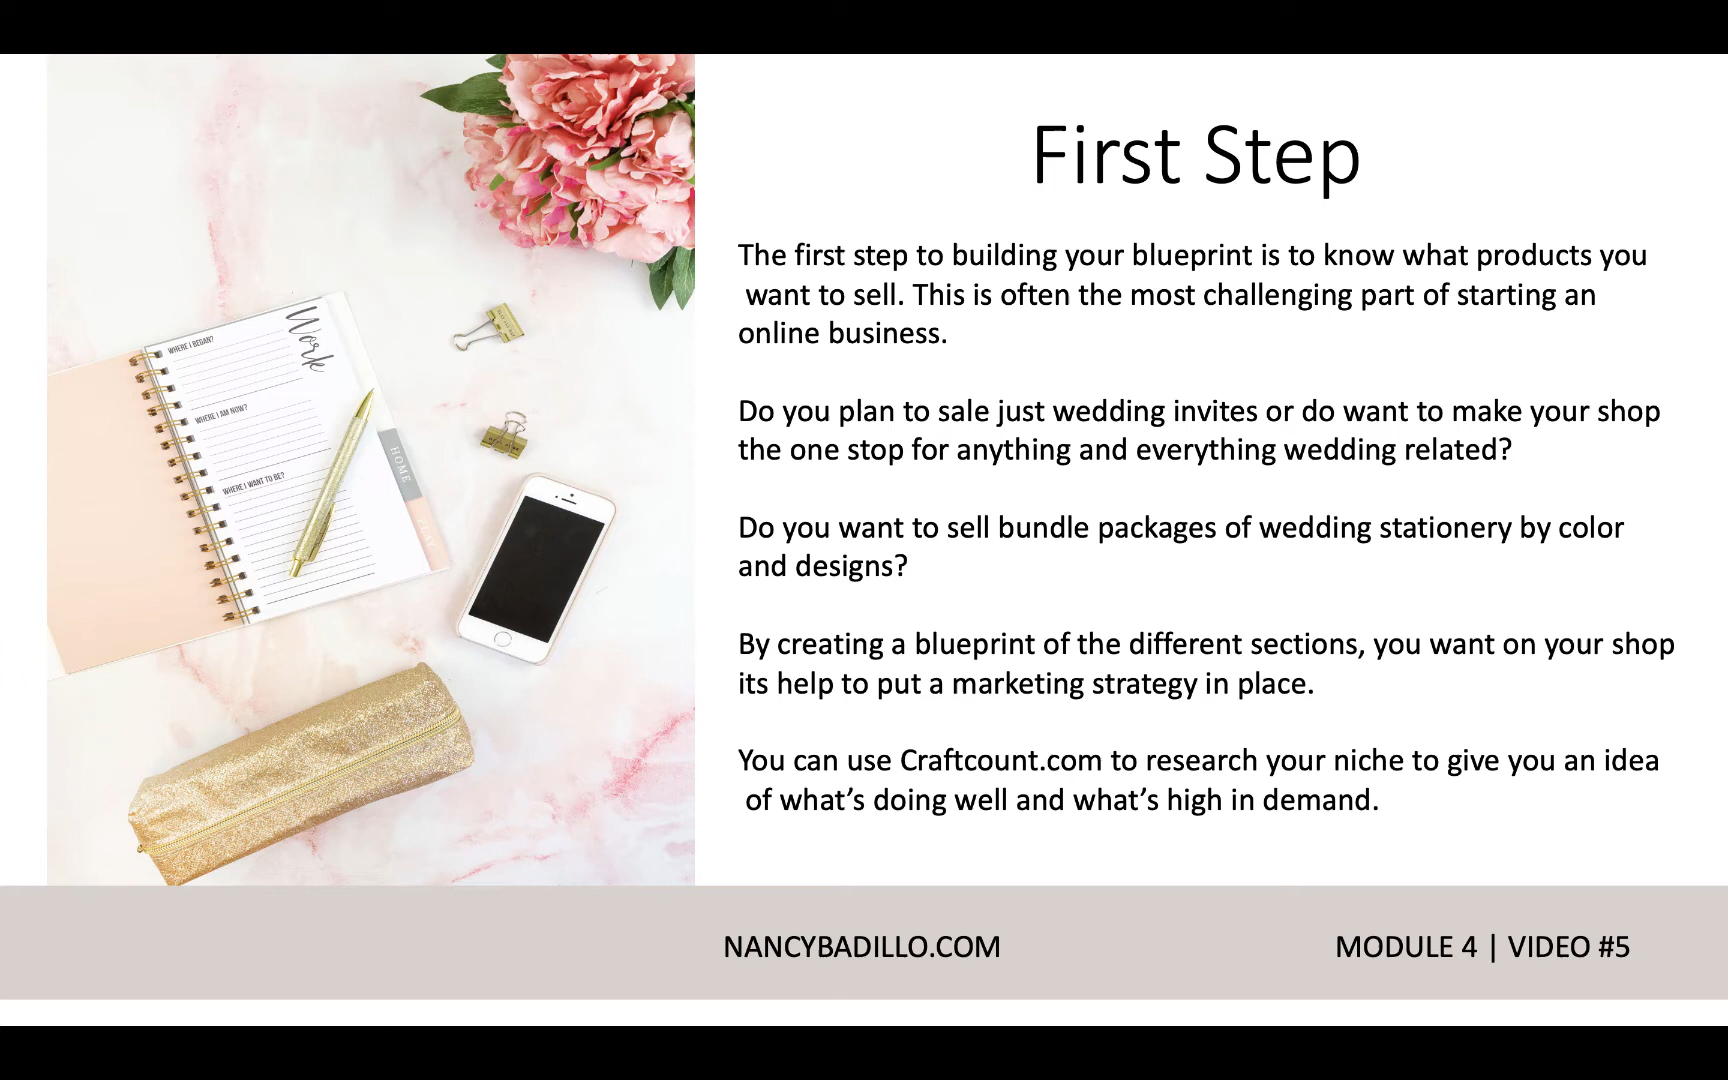 First Step
The first step to building your blueprint is to know what products you
want to sell. This is often the most challenging part of starting an
online business.
Do you plan to sale just wedding invites or do want to make your shop
the one stop for anything and everything wedding related?
Do you want to sell bundle packages of wedding stationery by color
and designs?
By creating a blueprint of the different sections, you want on your shop
its help to put a marketing strategy in place.
You can use Craftcount.com to research your niche to give you an idea
of what’s doing well and what’s high in demand.
Work
WHERE I BEGAN?
WHERE I AM NOW?
WHERE I WANT TO BE?
HOME
NANCYBADILLO.COM
MODULE 4 | VIDEO #5